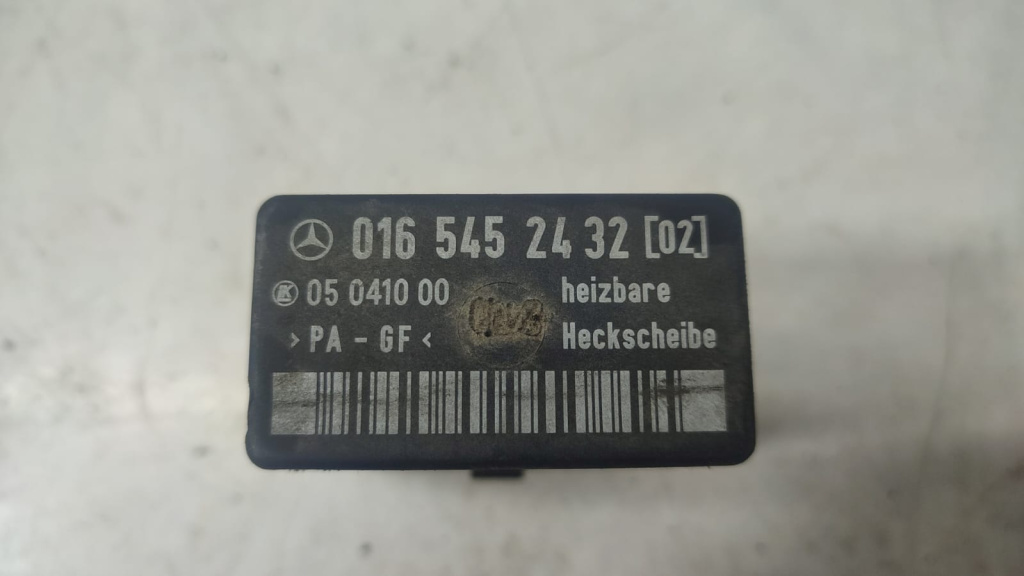 016 545 24 32 [02]
05 0410 00 heizbare
>PA - GF< Heckscheibe